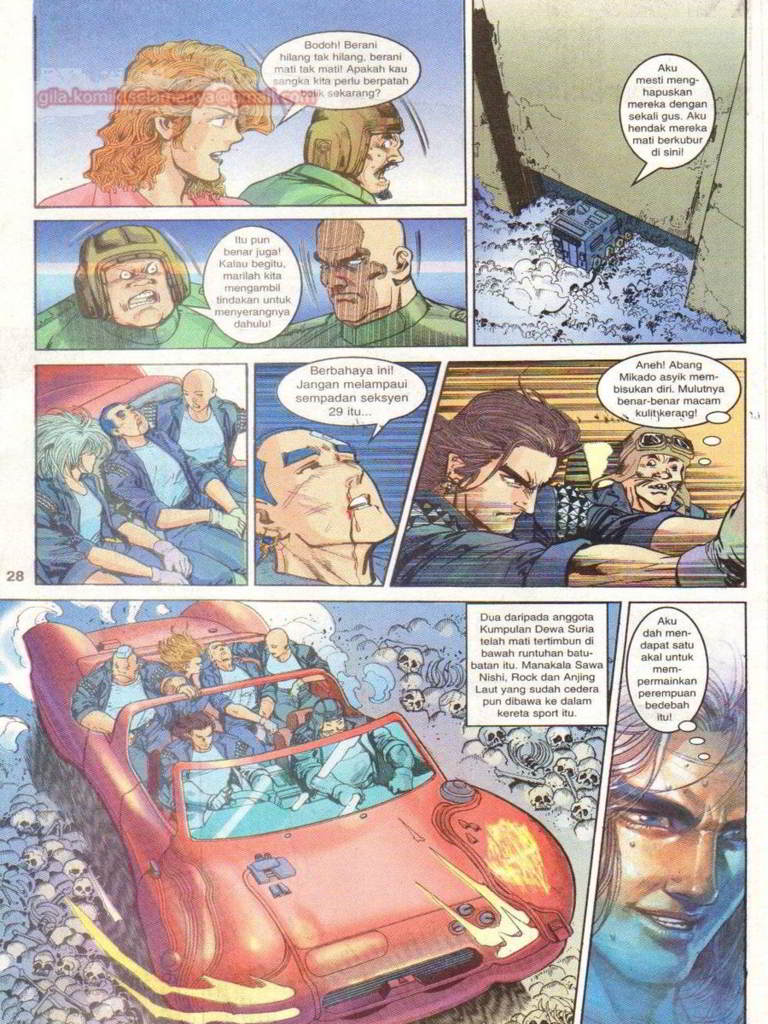 Bodoh! Berani
hilang tak hilang, berani
mati tak mati! Apakah kau
sangka kita perlu berpatah
balik sekarang?
Aku
mesti meng-
hapuskan
mereka dengan
sekali gus. Aku
hendak mereka
mati berkubur
di sini!
Itu pun
benar juga!
Kalau begitu,
marilah kita
mengambil
tindakan untuk
menyerangnya
dahulu!
Berbahaya ini!
Jangan melampaui
sempadan seksyen
29 itu...
Aneh! Abang
Mikado asyik mem-
bisukan diri. Mulutnya
benar-benar macam
kulit kerang!
28
Dua daripada anggota
Kumpulan Dewa Suria
telah mati tertimbun di
bawah runtuhan batu-
batan itu. Manakala Sawa
Nishi, Rock dan Anjing
Laut yang sudah cedera
pun dibawa ke dalam
kereta sport itu.
Aku
dah men-
dapat satu
akal untuk
mem-
permainkan
perempuan
bedebah
itu!